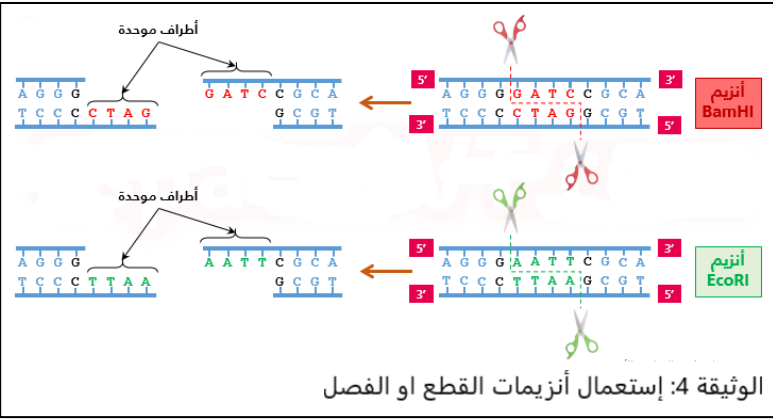 أطراف موحدة
5′ 3′
A G G G G A T C C G C A
A G G G G A T C C C G C A
أنزيم
BamHI
T C C C C T A G G C G T
T C C C C T A G G C G T
3′ 5′
أطراف موحدة
5′ 3′
A G G G A A T T C G C A
A G G G A A T T C G C A
أنزيم
EcoRI
T C C C T T A A G C G T
T C C C T T A A G C G T
3′ 5′
الوثيقة 4: إستعمال أنزيمات القطع او الفصل